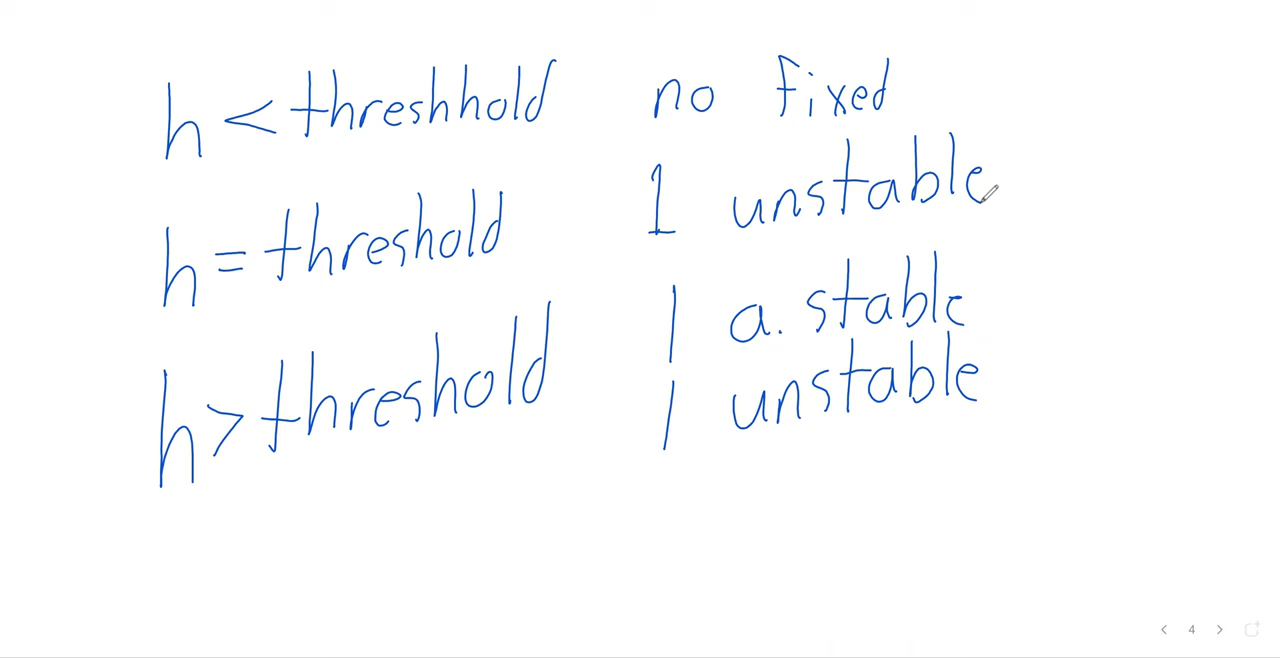 h < threshhold no fixed
h = threshold 1 unstable
h > threshold 1 a. stable
1 unstable
4